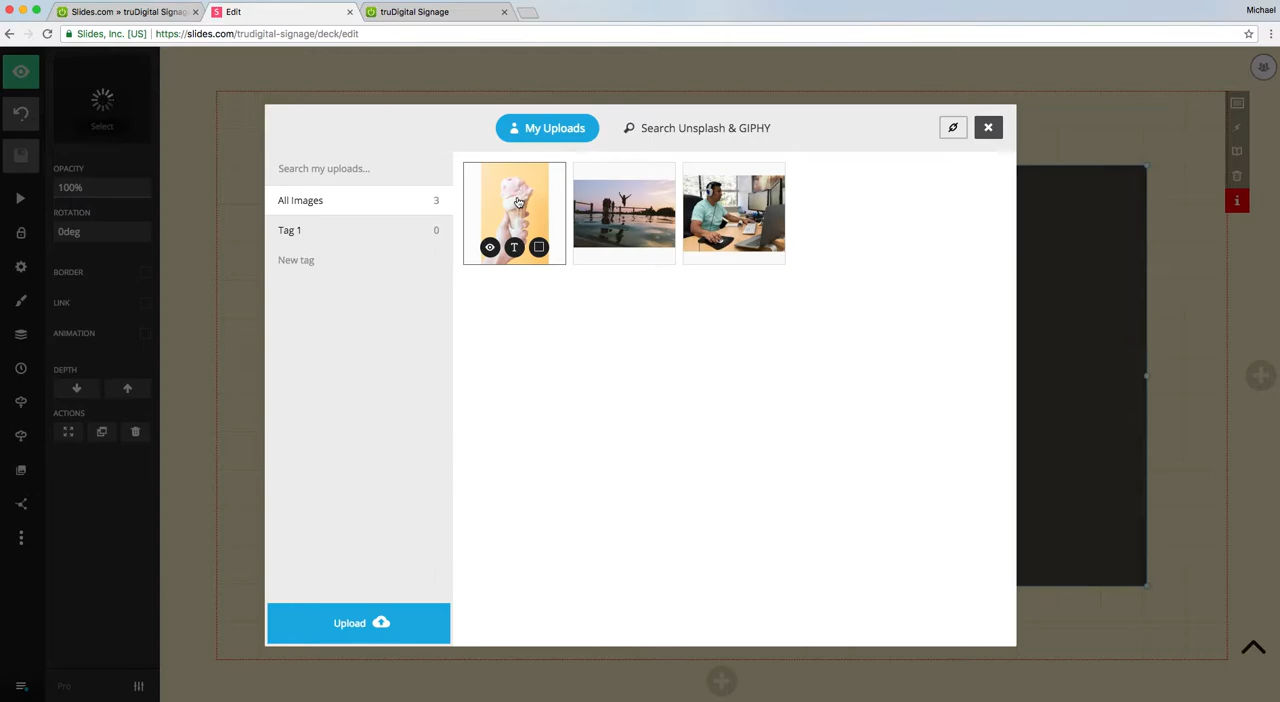 Slides.com » truDigital Signa
Edit
truDigital Signage
Michael
Slides, Inc. [US]
https://slides.com/trudigital-signage/deck/edit
My Uploads
Search Unsplash & GIPHY
Search my uploads...
All Images 3
Tag 1 0
New tag
Upload
T
Select
OPACITY
100%
ROTATION
0deg
BORDER
LINK
ANIMATION
DEPTH
ACTIONS
Pro